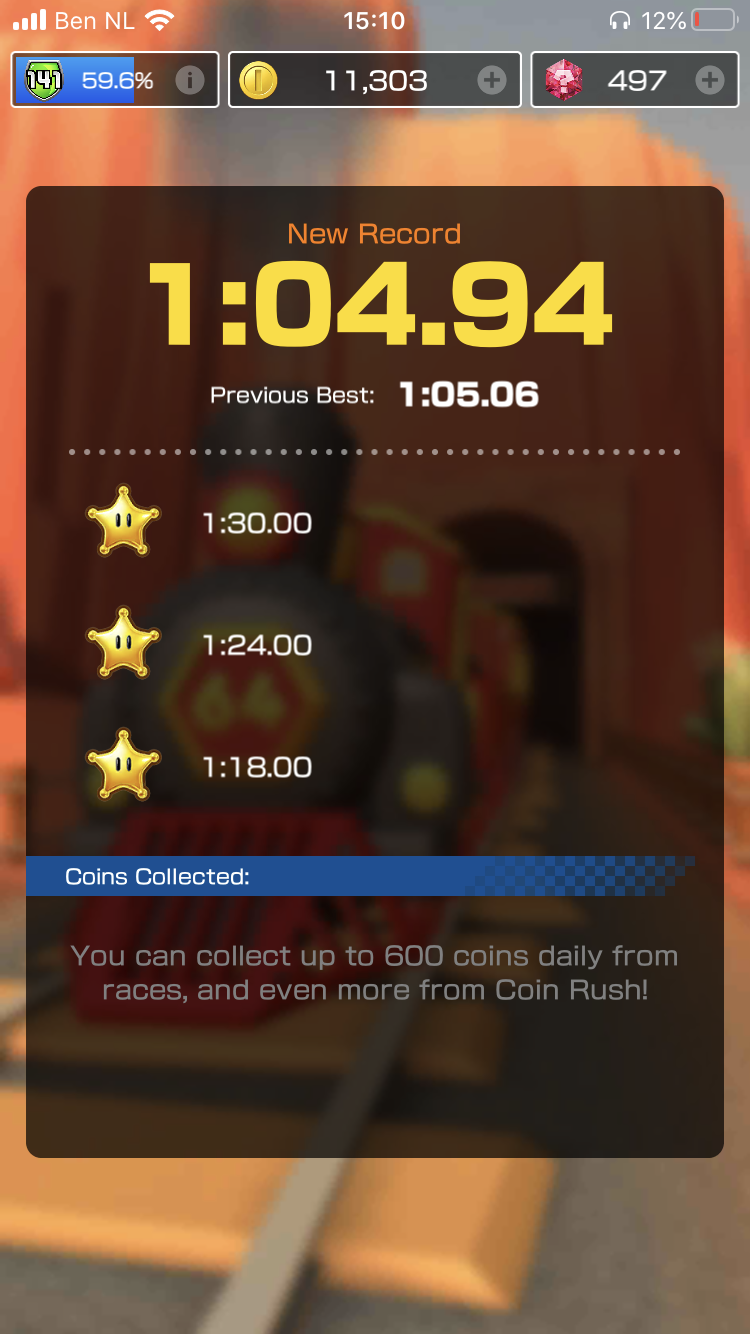 Ben NL 15:10 12%
141 59.6% i 11,303 + ? 497 +
New Record
1:04.94
Previous Best: 1:05.06
1:30.00
1:24.00
64
1:18.00
Coins Collected:
You can collect up to 600 coins daily from
races, and even more from Coin Rush!